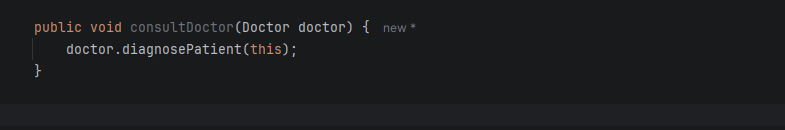 public void consultDoctor(Doctor doctor) { new *
doctor.diagnosePatient(this);
}